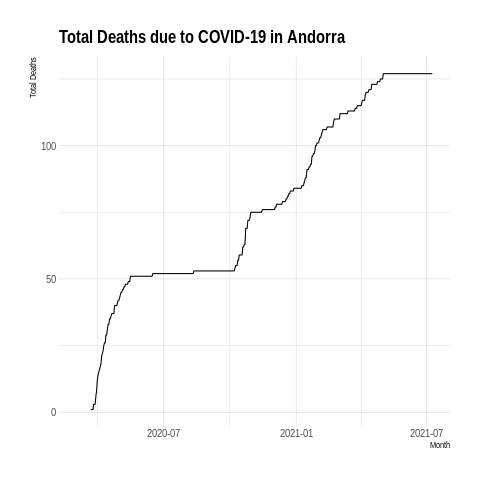 Total Deaths due to COVID-19 in Andorra
Total Deaths
100
50
0
2020-07
2021-01
2021-07
Month